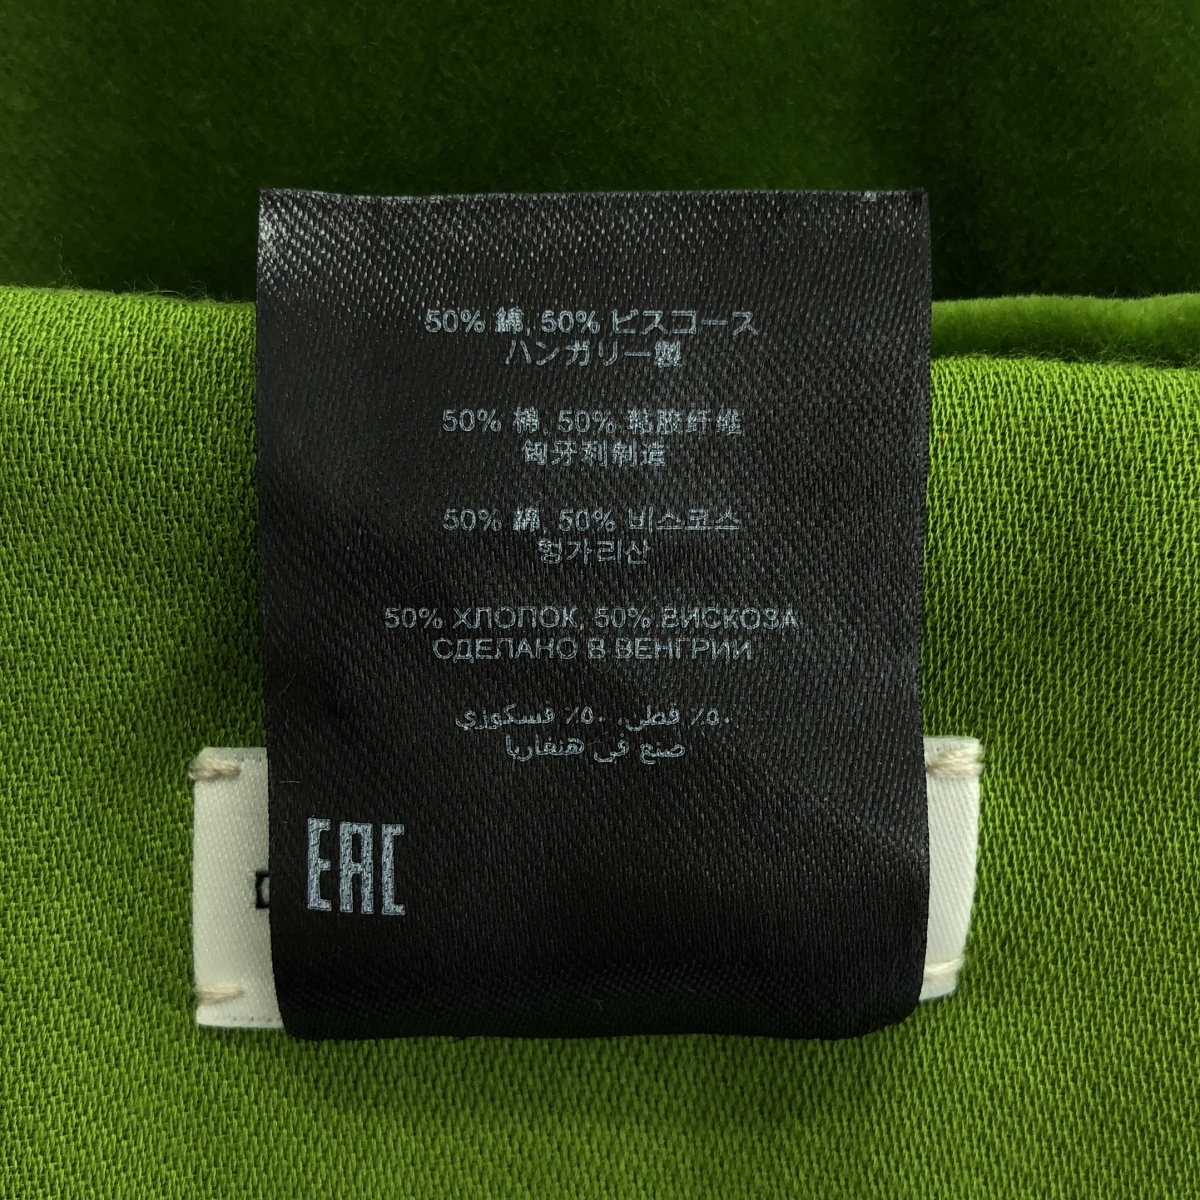 50% 綿, 50% ビスコース
ハンガリー製
50% 棉, 50% 粘胶纤维
匈牙利制造
50% 綿, 50% 비스코스
헝가리산
50% ХЛОПОК, 50% ВИСКОЗА
СДЕЛАНО В ВЕНГРИИ
٥٠٪ قطن، ٥٠٪ فسكوزي
صنع في هنغاريا
EAC